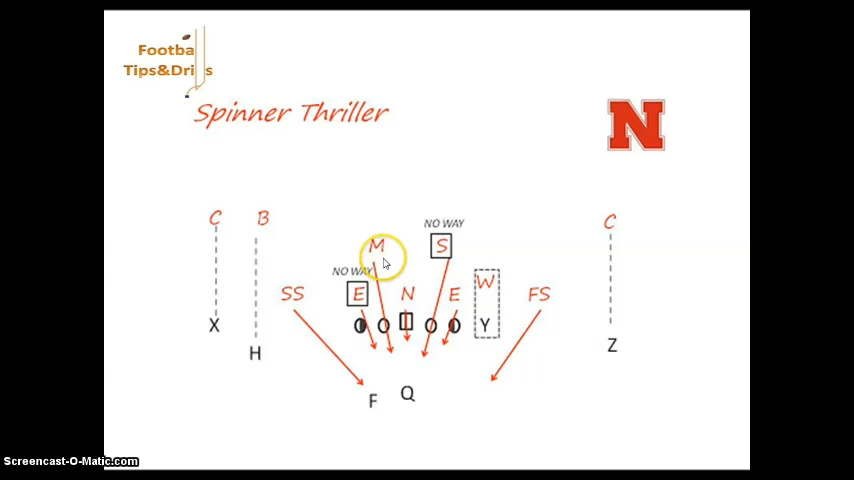 Footba
Tips&Dri s
Spinner Thriller
N
C B C
NO WAY
M S
NO WAY
SS E N E W FS
X Y
H Z
F Q
Screencast-O-Matic.com